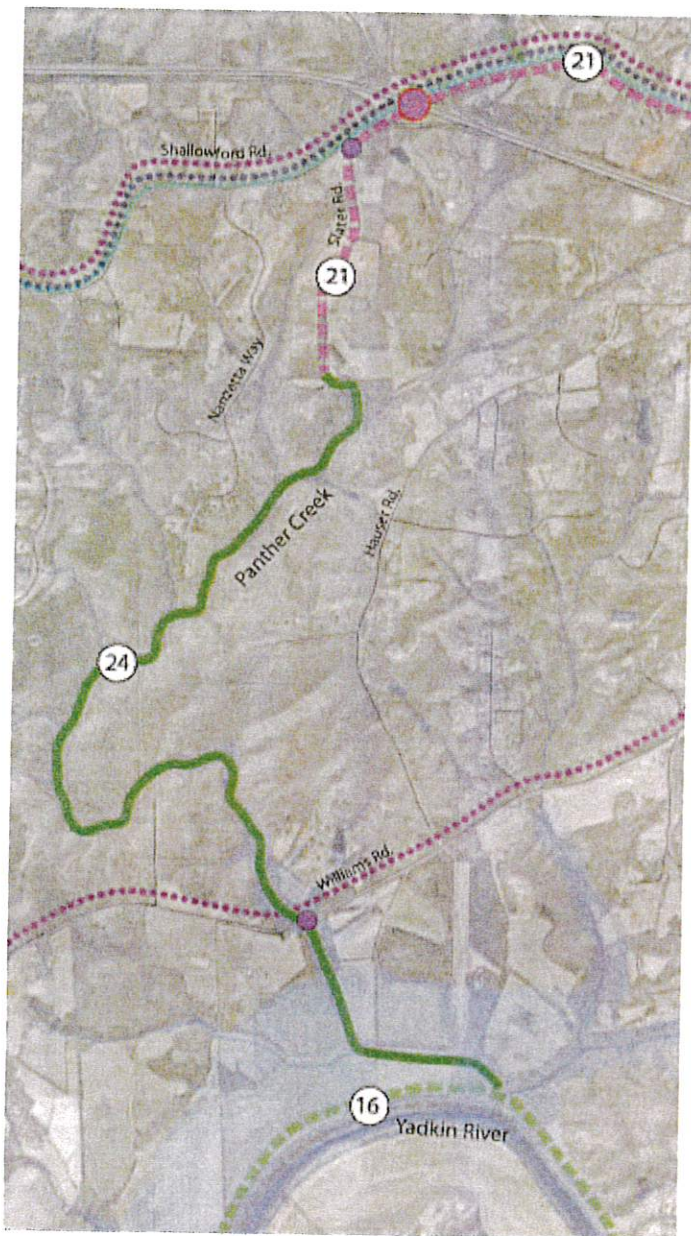 21
Shallowford Rd.
Slater Rd.
21
Nanzetta Way
Hauser Rd.
Panther Creek
24
Williams Rd.
16
Yadkin River